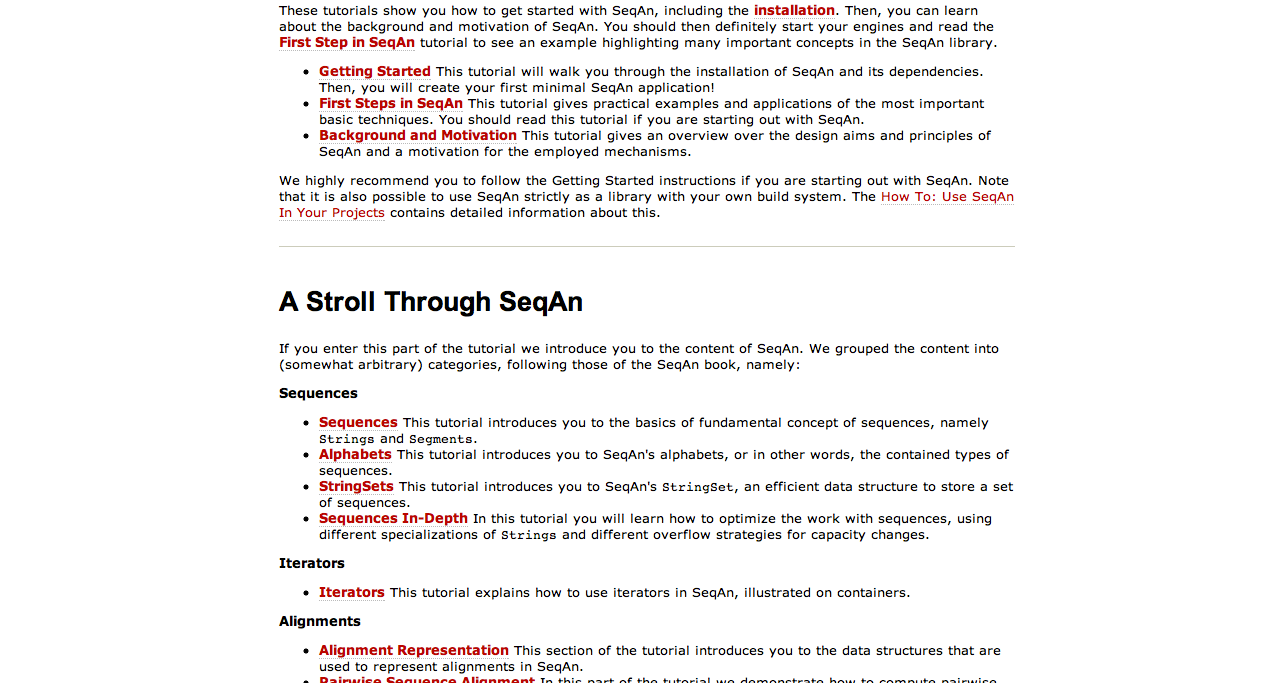 These tutorials show you how to get started with SeqAn, including the installation. Then, you can learn
about the background and motivation of SeqAn. You should then definitely start your engines and read the
First Step in SeqAn tutorial to see an example highlighting many important concepts in the SeqAn library.
• Getting Started This tutorial will walk you through the installation of SeqAn and its dependencies.
Then, you will create your first minimal SeqAn application!
• First Steps in SeqAn This tutorial gives practical examples and applications of the most important
basic techniques. You should read this tutorial if you are starting out with SeqAn.
• Background and Motivation This tutorial gives an overview over the design aims and principles of
SeqAn and a motivation for the employed mechanisms.
We highly recommend you to follow the Getting Started instructions if you are starting out with SeqAn. Note
that it is also possible to use SeqAn strictly as a library with your own build system. The How To: Use SeqAn
In Your Projects contains detailed information about this.
A Stroll Through SeqAn
If you enter this part of the tutorial we introduce you to the content of SeqAn. We grouped the content into
(somewhat arbitrary) categories, following those of the SeqAn book, namely:
Sequences
• Sequences This tutorial introduces you to the basics of fundamental concept of sequences, namely
Strings and Segments.
• Alphabets This tutorial introduces you to SeqAn's alphabets, or in other words, the contained types of
sequences.
• StringSets This tutorial introduces you to SeqAn's StringSet, an efficient data structure to store a set
of sequences.
• Sequences In-Depth In this tutorial you will learn how to optimize the work with sequences, using
different specializations of Strings and different overflow strategies for capacity changes.
Iterators
• Iterators This tutorial explains how to use iterators in SeqAn, illustrated on containers.
Alignments
• Alignment Representation This section of the tutorial introduces you to the data structures that are
used to represent alignments in SeqAn.
• Pairwise Sequence Alignment In this part of the tutorial we demonstrate how to compute pairwise